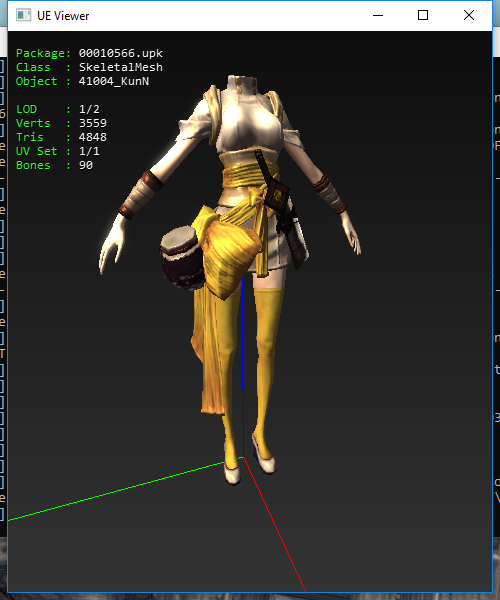 UE Viewer
Package: 00010566.upk
Class : SkeletalMesh
Object : 41004_KunN
LOD : 1/2
Verts : 3559
Tris : 4848
UV Set : 1/1
Bones : 90